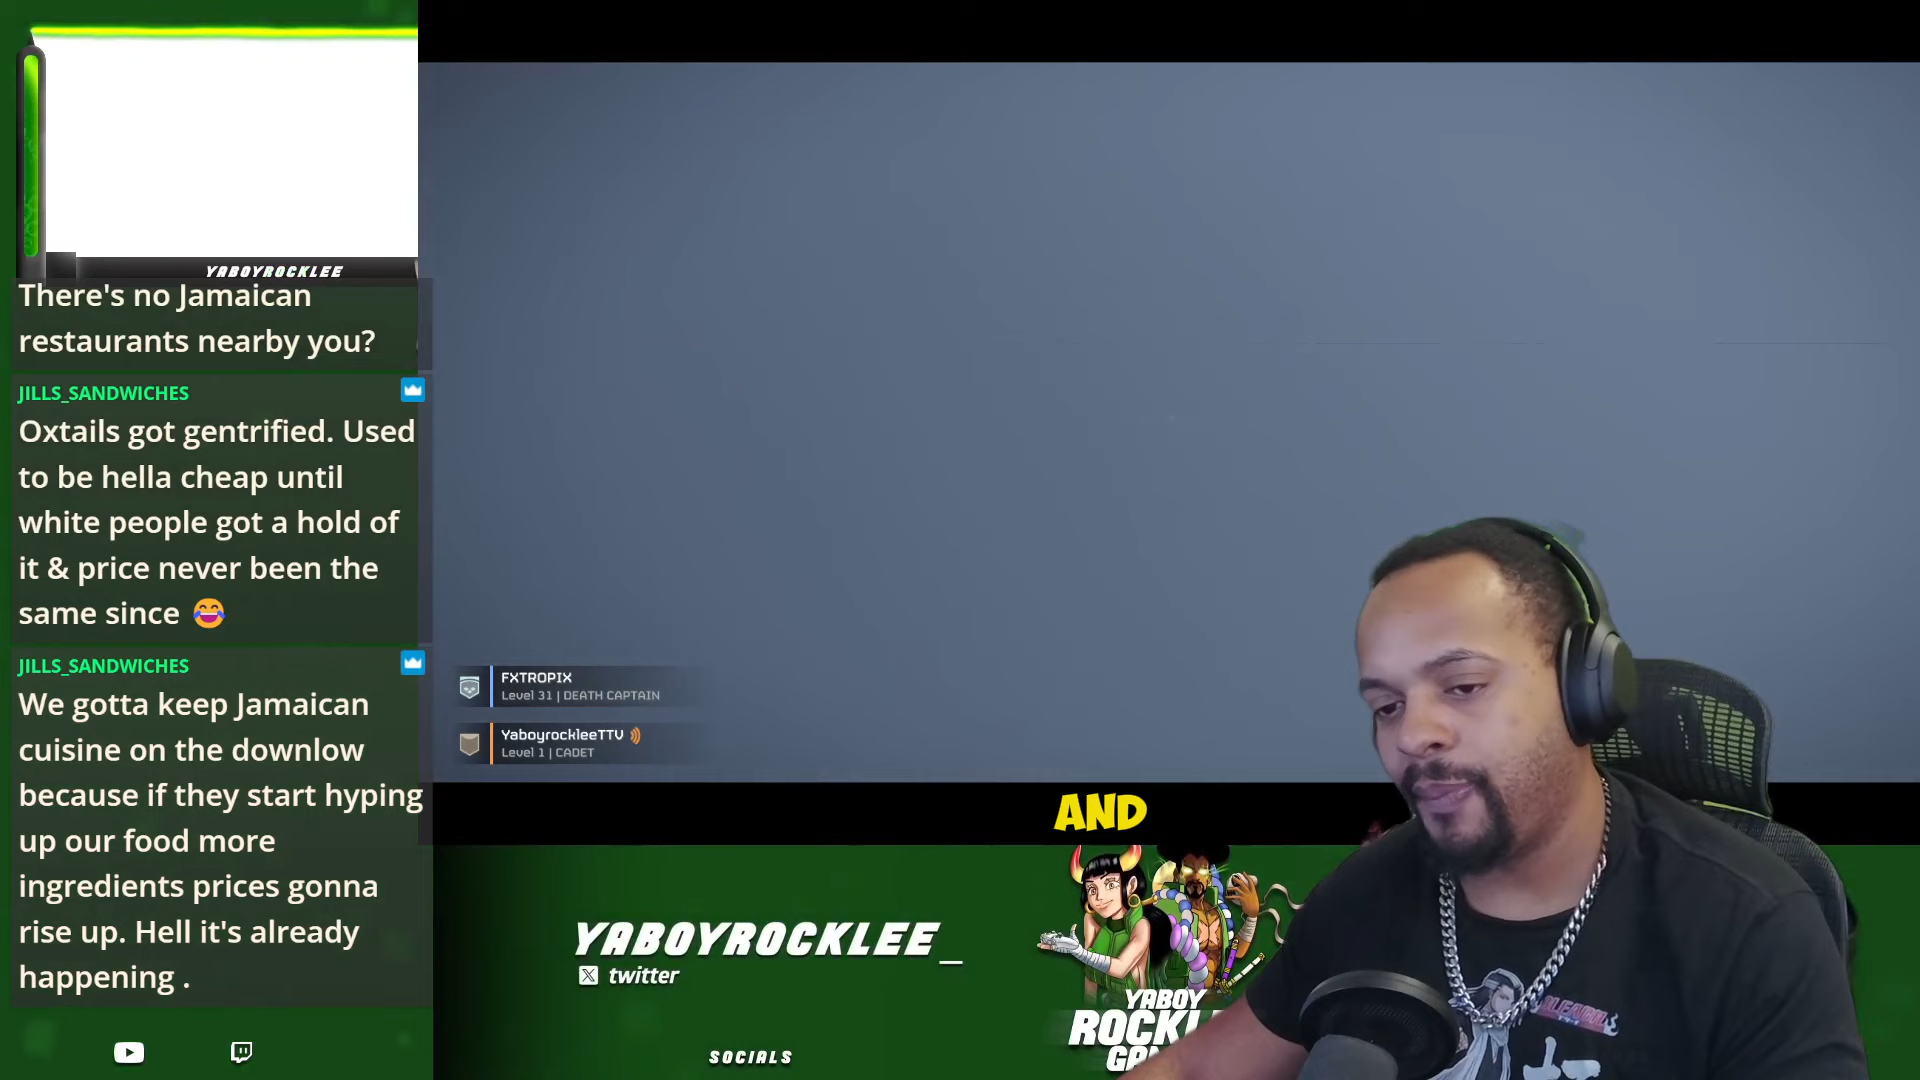 YABOYROCKLEE
There's no Jamaican
restaurants nearby you?
JILLS_SANDWICHES
Oxtails got gentrified. Used
to be hella cheap until
white people got a hold of
it & price never been the
same since 😂
JILLS_SANDWICHES
We gotta keep Jamaican
cuisine on the downlow
because if they start hyping
up our food more
ingredients prices gonna
rise up. Hell it's already
happening .
FXTROPIX
Level 31 | DEATH CAPTAIN
YaboyrockleeTTV
Level 1 | CADET
AND
YABOYROCKLEE_
twitter
SOCIALS
YABOY
BLEACH